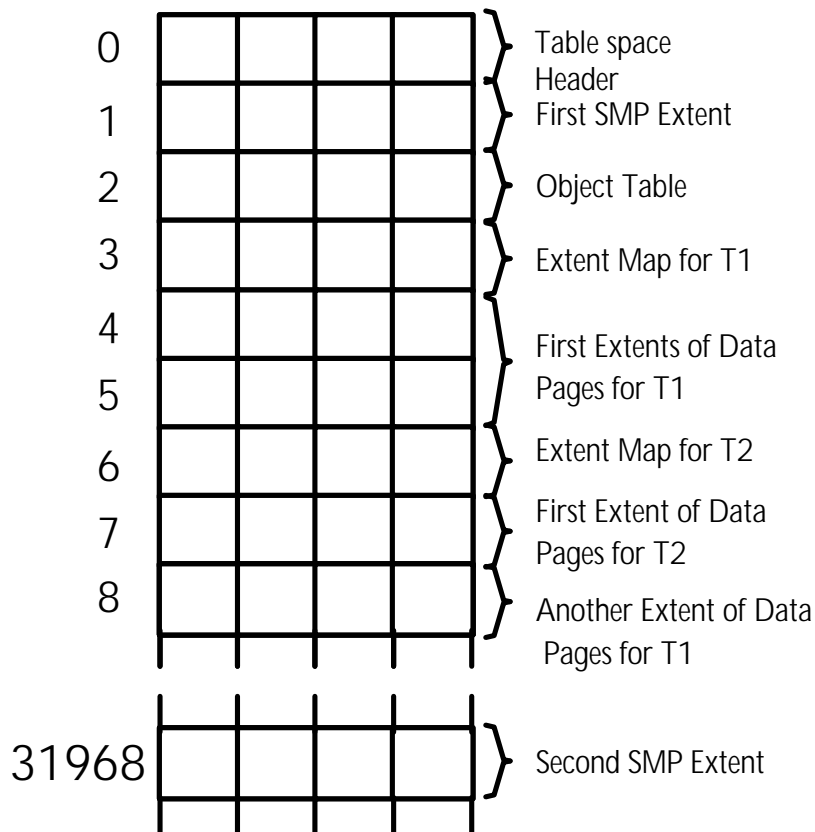 0
Table space
Header
1
First SMP Extent
2
Object Table
3
Extent Map for T1
4
First Extents of Data
Pages for T1
5
Extent Map for T2
6
First Extent of Data
7
Pages for T2
8
Another Extent of Data
Pages for T1
31968
Second SMP Extent